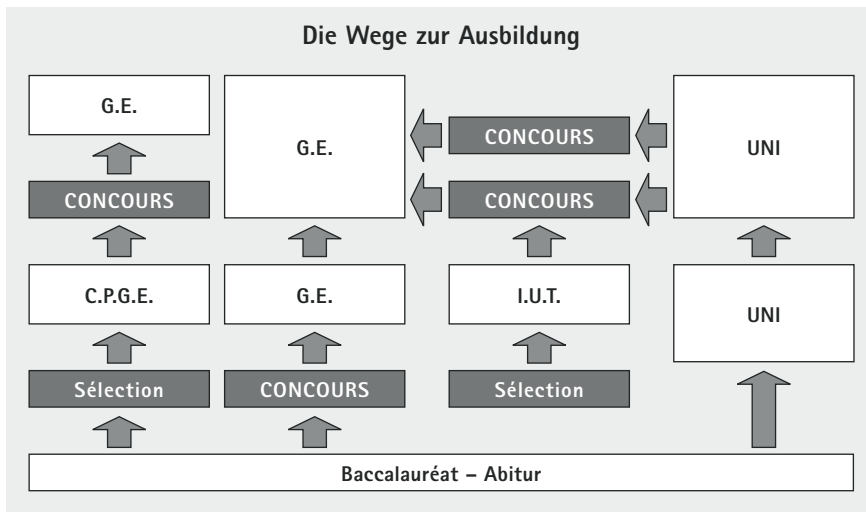 Die Wege zur Ausbildung
G.E.
G.E.
CONCOURS
UNI
CONCOURS
CONCOURS
C.P.G.E.
G.E.
I.U.T.
UNI
Sélection
CONCOURS
Sélection
Baccalauréat – Abitur